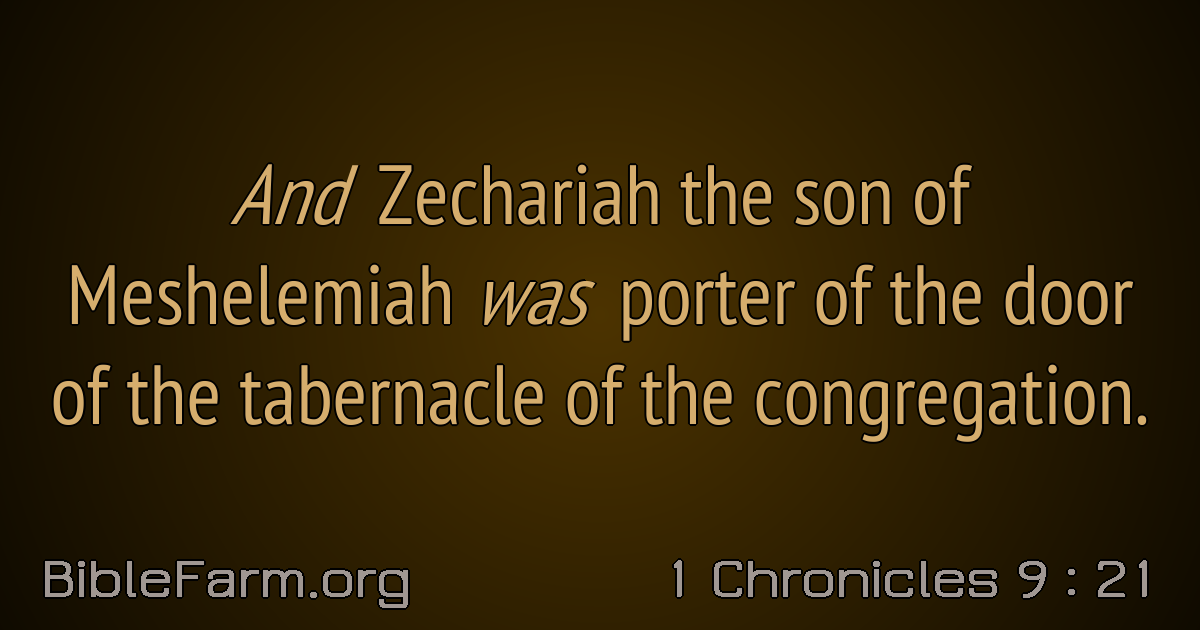 And Zechariah the son of
Meshelemiah was porter of the door
of the tabernacle of the congregation.
BibleFarm.org
1 Chronicles 9 : 21